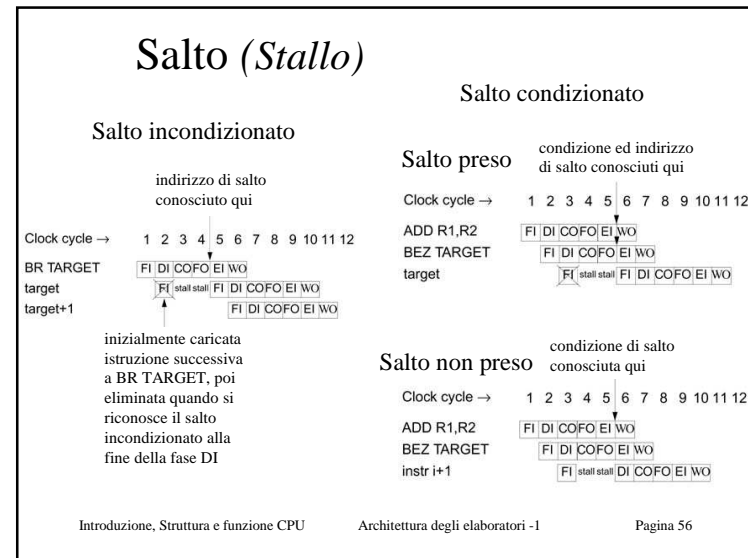 Salto (Stallo)
Salto incondizionato
indirizzo di salto
conosciuto qui
Clock cycle → 1 2 3 4 5 6 7 8 9 10 11 12
BR TARGET FI DI CO FO EI WO
target FI stall stall FI DI CO FO EI WO
target+1 FI DI CO FO EI WO
inizialmente caricata
istruzione successiva
a BR TARGET, poi
eliminata quando si
riconosce il salto
incondizionato alla
fine della fase DI
Salto condizionato
Salto preso
condizione ed indirizzo
di salto conosciuti qui
Clock cycle → 1 2 3 4 5 6 7 8 9 10 11 12
ADD R1,R2 FI DI CO FO EI WO
BEZ TARGET FI DI CO FO EI WO
target FI stall stall FI DI CO FO EI WO
Salto non preso
condizione di salto
conosciuta qui
Clock cycle → 1 2 3 4 5 6 7 8 9 10 11 12
ADD R1,R2 FI DI CO FO EI WO
BEZ TARGET FI DI CO FO EI WO
instr i+1 FI stall stall DI CO FO EI WO
Introduzione, Struttura e funzione CPU Architettura degli elaboratori -1 Pagina 56